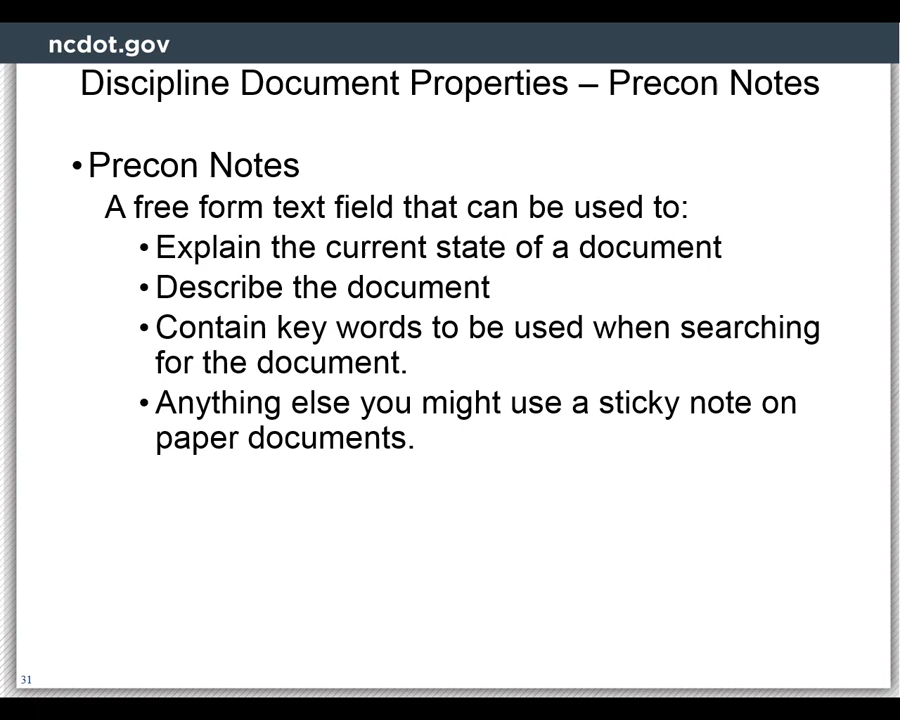 ncdot.gov
Discipline Document Properties – Precon Notes
• Precon Notes
A free form text field that can be used to:
• Explain the current state of a document
• Describe the document
• Contain key words to be used when searching
for the document.
• Anything else you might use a sticky note on
paper documents.
31